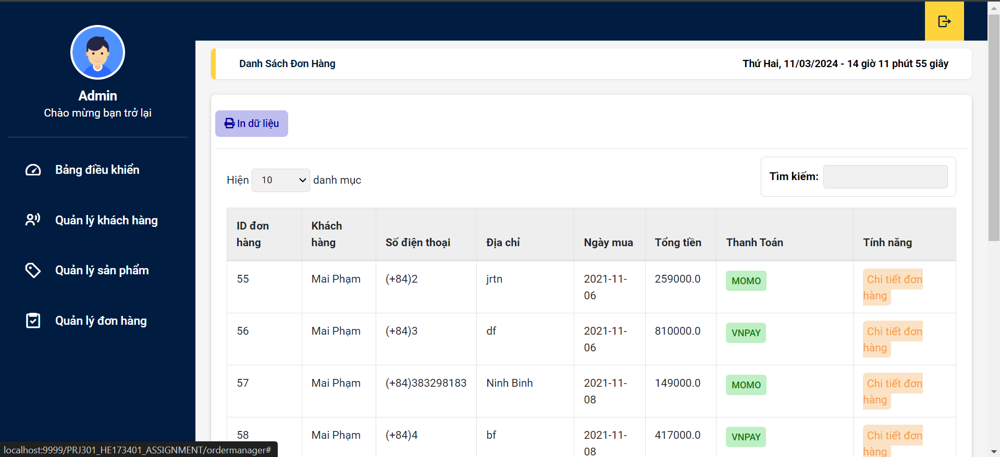 Admin
Chào mừng bạn trở lại
Bảng điều khiển
Quản lý khách hàng
Quản lý sản phẩm
Quản lý đơn hàng
Danh Sách Đơn Hàng
Thứ Hai, 11/03/2024 - 14 giờ 11 phút 55 giây
In dữ liệu
Hiện 10 danh mục
Tìm kiếm:
ID đơn hàng Khách hàng Số điện thoại Địa chỉ Ngày mua Tổng tiền Thanh Toán Tính năng
55 Mai Phạm (+84)2 jrtn 2021-11-06 259000.0 MOMO Chi tiết đơn hàng
56 Mai Phạm (+84)3 df 2021-11-06 810000.0 VNPAY Chi tiết đơn hàng
57 Mai Phạm (+84)383298183 Ninh Binh 2021-11-08 149000.0 MOMO Chi tiết đơn hàng
58 Mai Phạm (+84)4 bf 2021-11-08 417000.0 VNPAY Chi tiết đơn hàng
localhost:9999/PRJ301_HE173401_ASSIGNMENT/ordermanager#